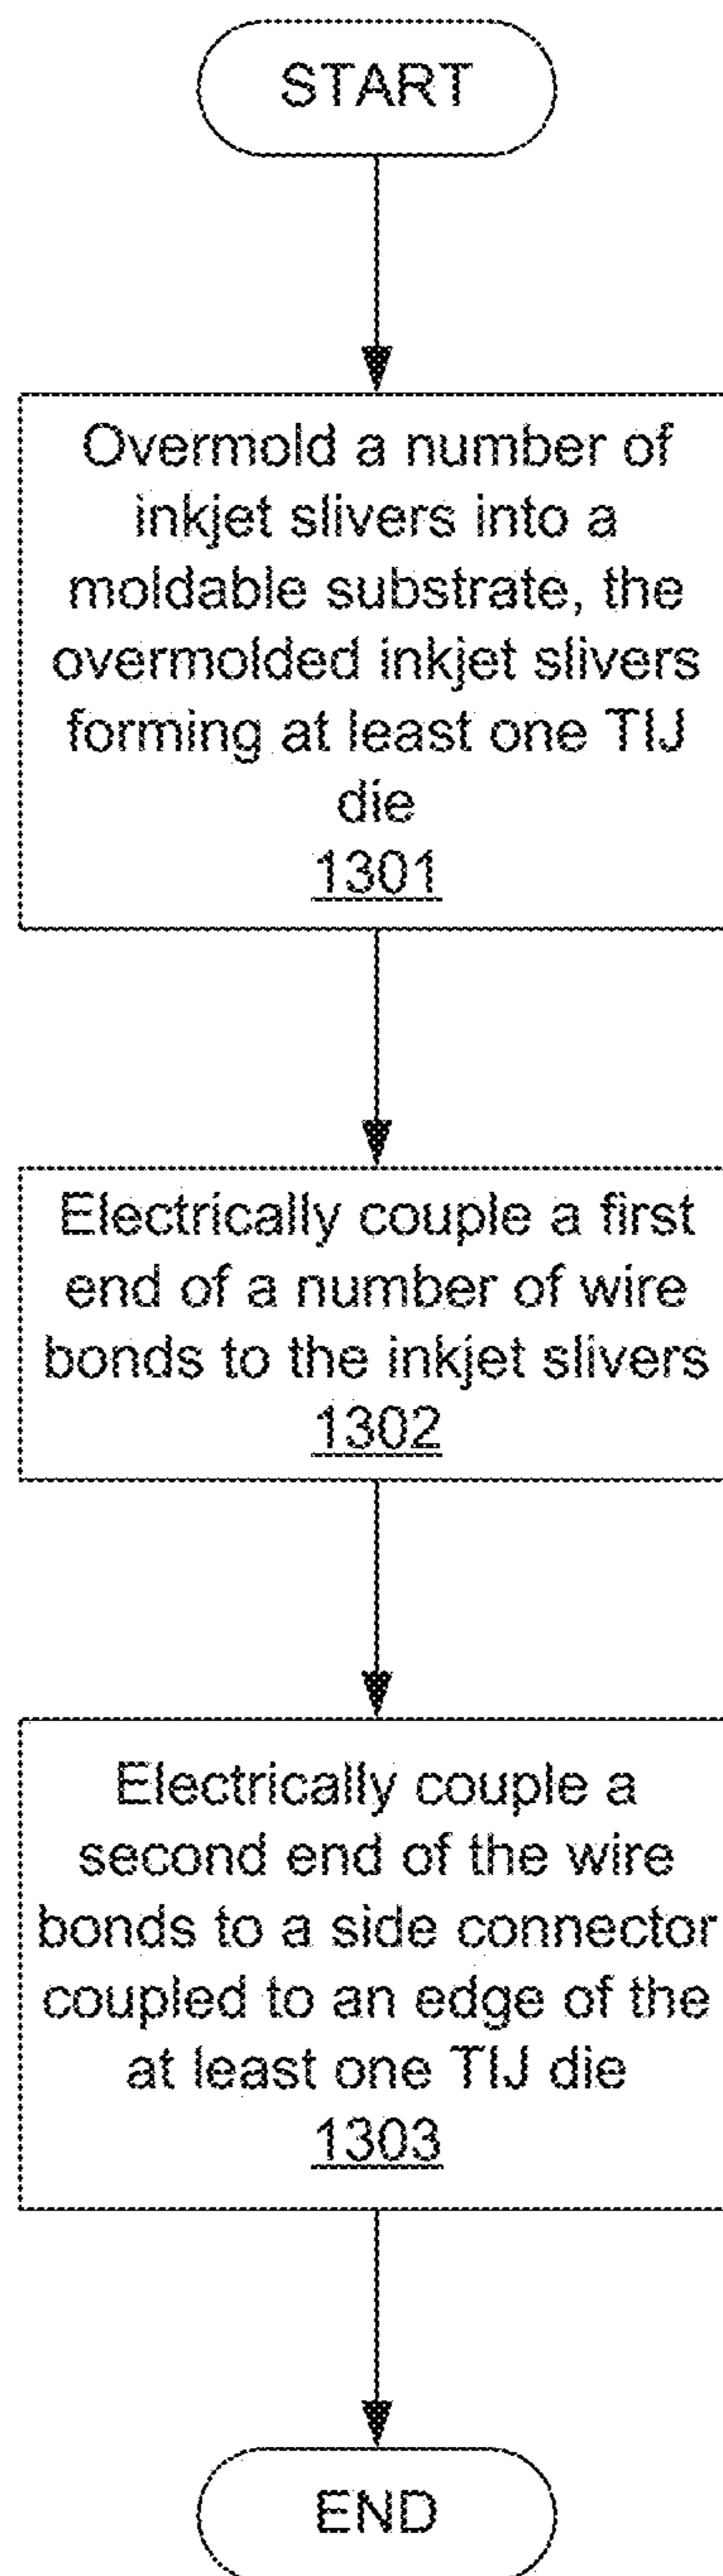 START
Overmold a number of
inkjet slivers into a
moldable substrate, the
overmolded inkjet slivers
forming at least one TIJ
die
1301
Electrically couple a first
end of a number of wire
bonds to the inkjet slivers
1302
Electrically couple a
second end of the wire
bonds to a side connector
coupled to an edge of the
at least one TIJ die
1303
END